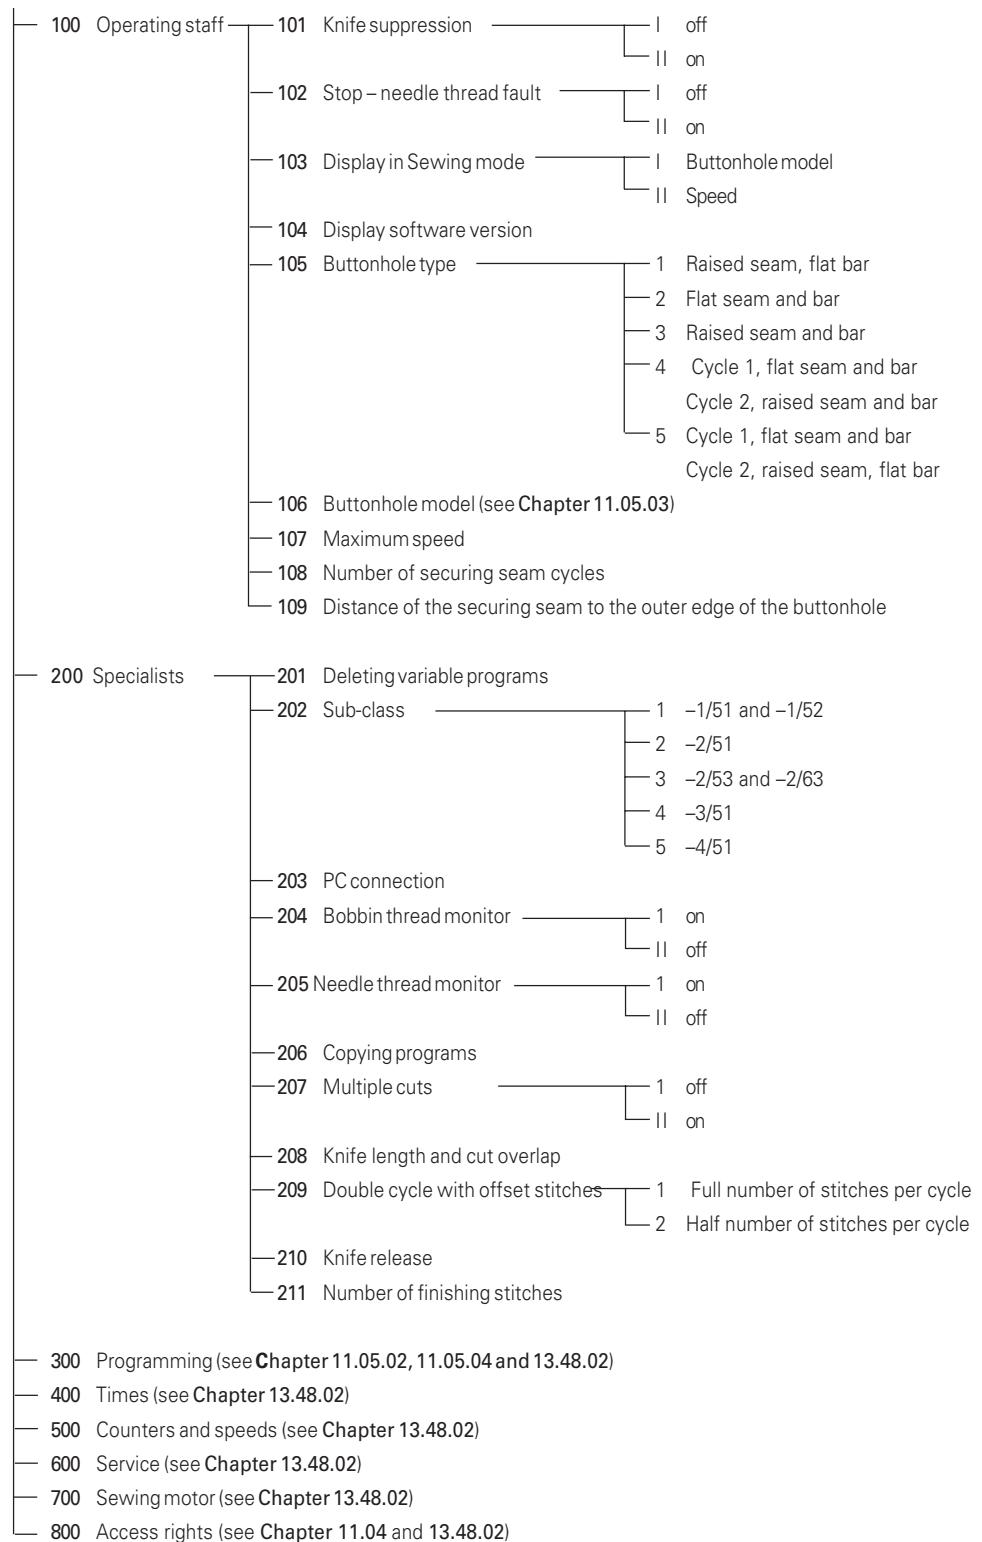 100 Operating staff 101 Knife suppression I off
II on
102 Stop – needle thread fault I off
II on
103 Display in Sewing mode I Buttonhole model
II Speed
104 Display software version
105 Buttonhole type 1 Raised seam, flat bar
2 Flat seam and bar
3 Raised seam and bar
4 Cycle 1, flat seam and bar
Cycle 2, raised seam and bar
5 Cycle 1, flat seam and bar
Cycle 2, raised seam, flat bar
106 Buttonhole model (see Chapter 11.05.03)
107 Maximum speed
108 Number of securing seam cycles
109 Distance of the securing seam to the outer edge of the buttonhole
200 Specialists 201 Deleting variable programs
202 Sub-class 1 –1/51 and –1/52
2 –2/51
3 –2/53 and –2/63
4 –3/51
5 –4/51
203 PC connection
204 Bobbin thread monitor 1 on
II off
205 Needle thread monitor 1 on
II off
206 Copying programs
207 Multiple cuts 1 off
II on
208 Knife length and cut overlap
209 Double cycle with offset stitches 1 Full number of stitches per cycle
2 Half number of stitches per cycle
210 Knife release
211 Number of finishing stitches
300 Programming (see Chapter 11.05.02, 11.05.04 and 13.48.02)
400 Times (see Chapter 13.48.02)
500 Counters and speeds (see Chapter 13.48.02)
600 Service (see Chapter 13.48.02)
700 Sewing motor (see Chapter 13.48.02)
800 Access rights (see Chapter 11.04 and 13.48.02)